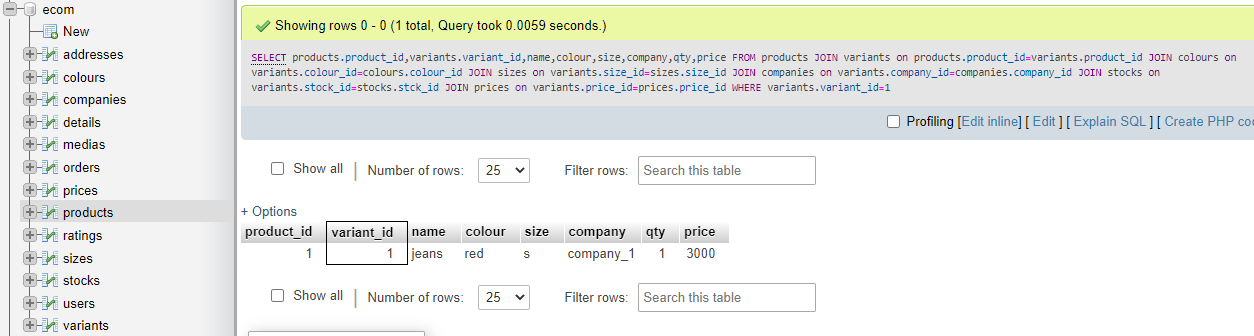 ecom
New
addresses
colours
companies
details
medias
orders
prices
products
ratings
sizes
stocks
users
variants
Showing rows 0 - 0 (1 total, Query took 0.0059 seconds.)
SELECT products.product_id,variants.variant_id,name,colour,size,company,qty,price FROM products JOIN variants on products.product_id=variants.product_id JOIN colours on
variants.colour_id=colours.colour_id JOIN sizes on variants.size_id=sizes.size_id JOIN companies on variants.company_id=companies.company_id JOIN stocks on
variants.stock_id=stocks.stck_id JOIN prices on variants.price_id=prices.price_id WHERE variants.variant_id=1
Profiling [Edit inline] [ Edit ] [ Explain SQL ] [ Create PHP co
Show all | Number of rows: 25 Filter rows: Search this table
+ Options
product_id variant_id name colour size company qty price
1 1 jeans red s company_1 1 3000
Show all | Number of rows: 25 Filter rows: Search this table